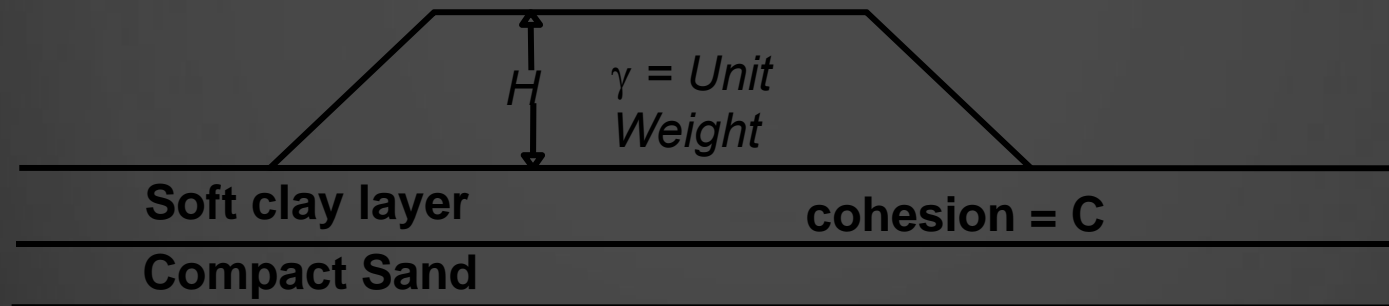 H
γ = Unit
Weight
Soft clay layer
cohesion = C
Compact Sand